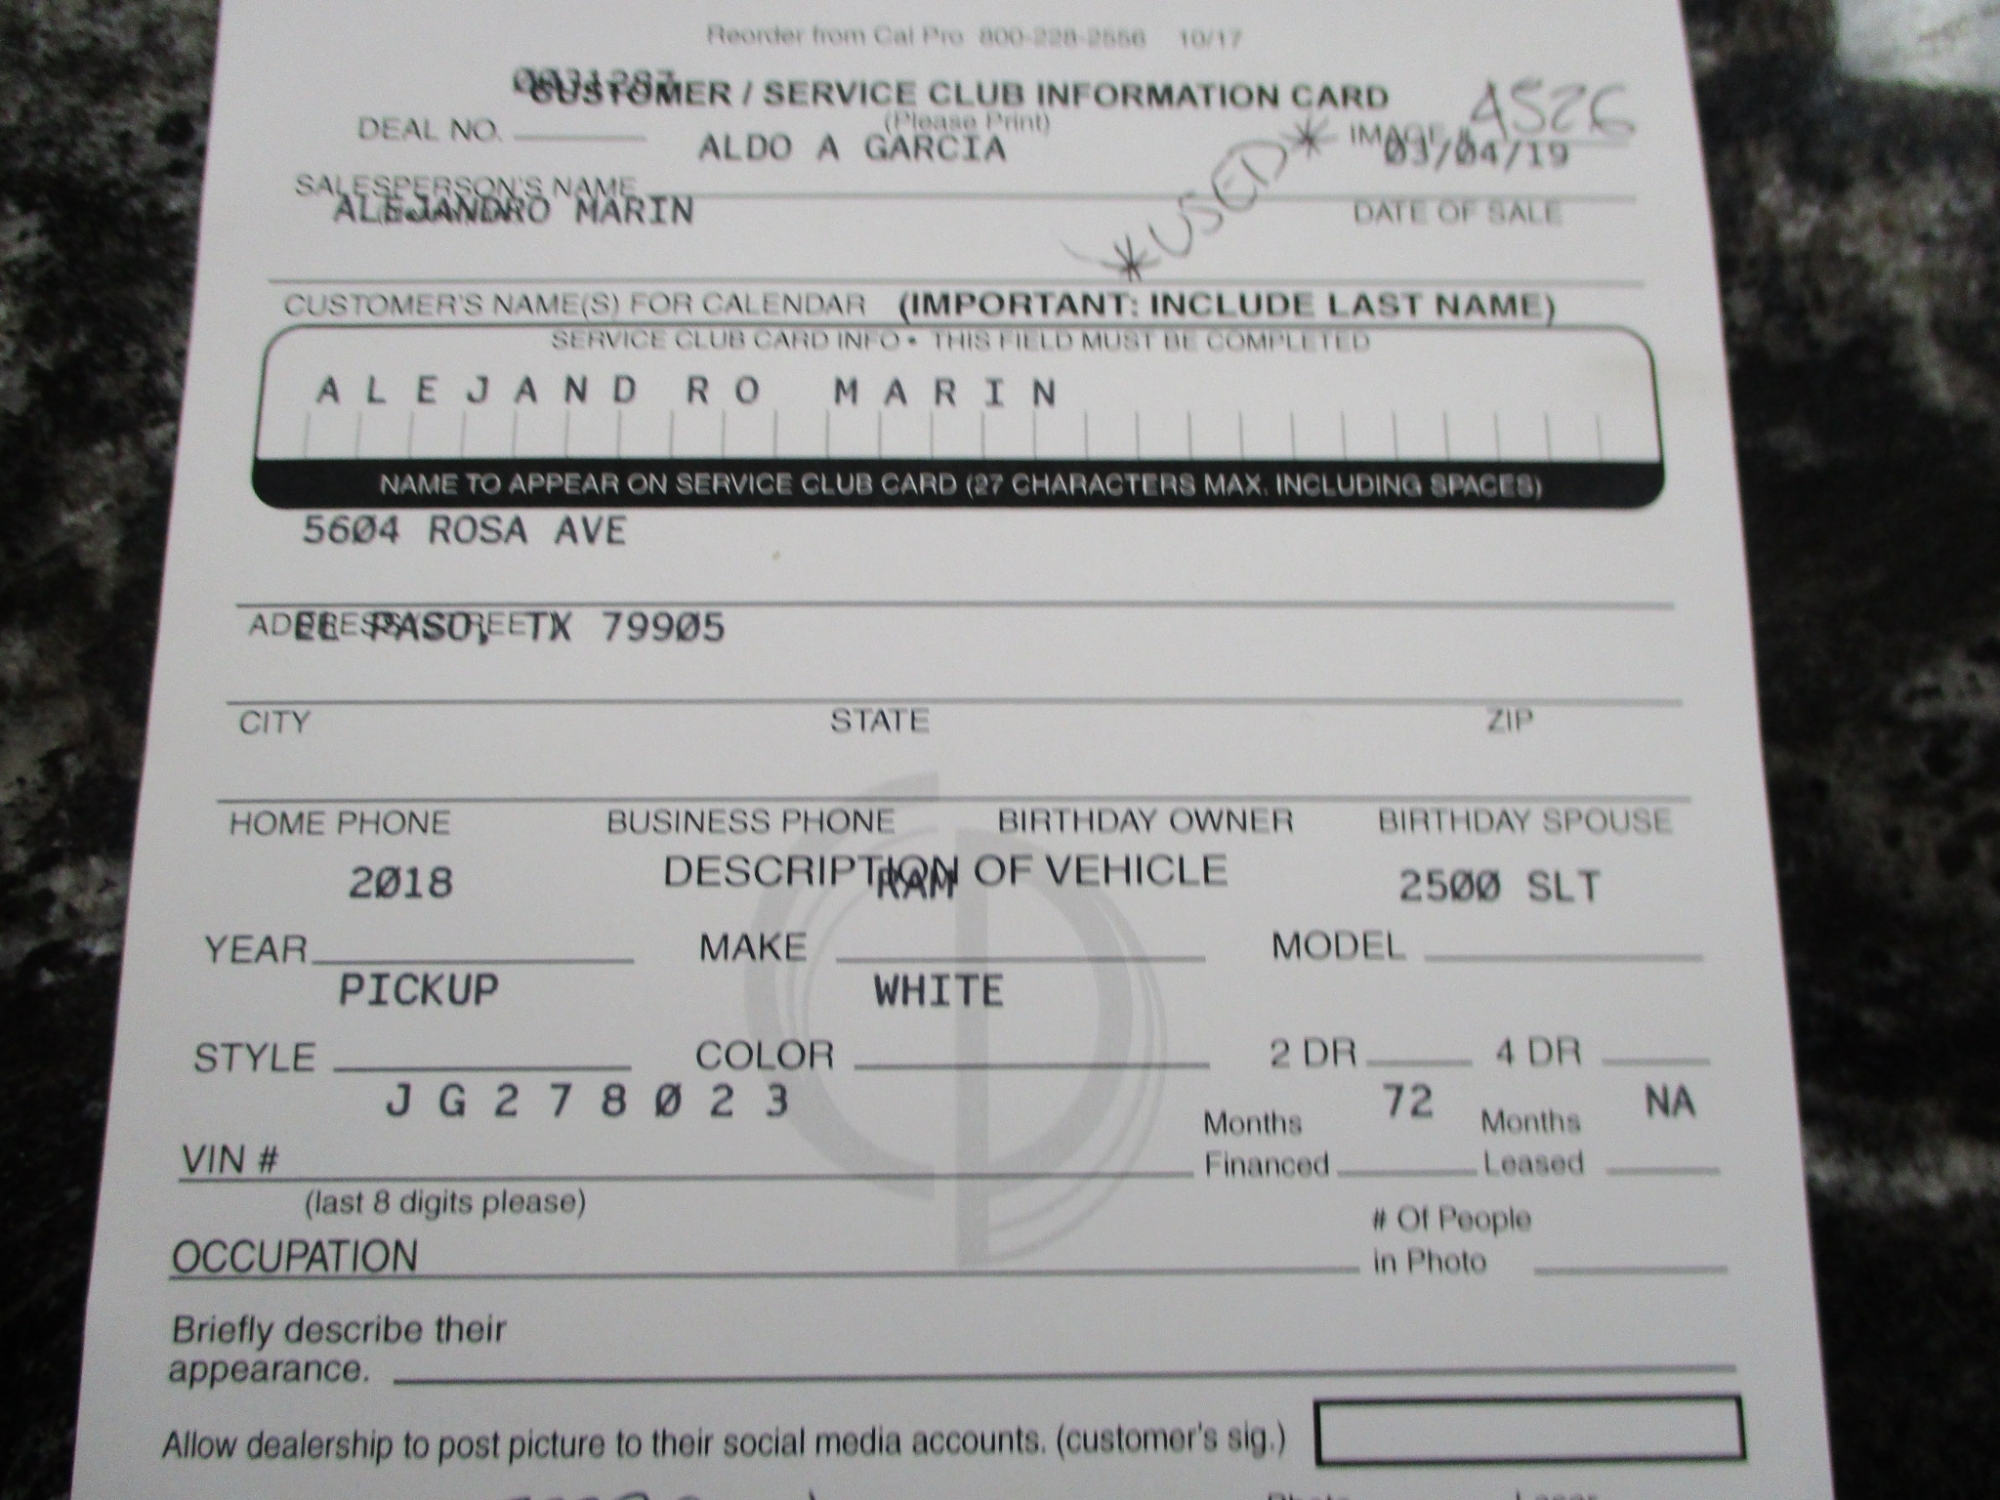 Reorder from Cal Pro 800-228-2556 10/17
0031287
CUSTOMER / SERVICE CLUB INFORMATION CARD
(Please Print)
DEAL NO. IMAGE # 4526
ALDO A GARCIA 03/04/19
*USED*
SALESPERSON'S NAME DATE OF SALE
ALEJANDRO MARIN
CUSTOMER'S NAME(S) FOR CALENDAR (IMPORTANT: INCLUDE LAST NAME)
SERVICE CLUB CARD INFO • THIS FIELD MUST BE COMPLETED
ALEJANDRO MARIN
NAME TO APPEAR ON SERVICE CLUB CARD (27 CHARACTERS MAX. INCLUDING SPACES)
5604 ROSA AVE
ADDRESS/STREET
EL PASO, TX 79905
CITY STATE ZIP
HOME PHONE BUSINESS PHONE BIRTHDAY OWNER BIRTHDAY SPOUSE
DESCRIPTION OF VEHICLE
2018 RAM 2500 SLT
YEAR MAKE MODEL
PICKUP WHITE
STYLE COLOR 2 DR 4 DR
JG278023 72 NA
VIN # Months Financed Months Leased
(last 8 digits please)
OCCUPATION # Of People in Photo
Briefly describe their
appearance.
Allow dealership to post picture to their social media accounts. (customer's sig.)